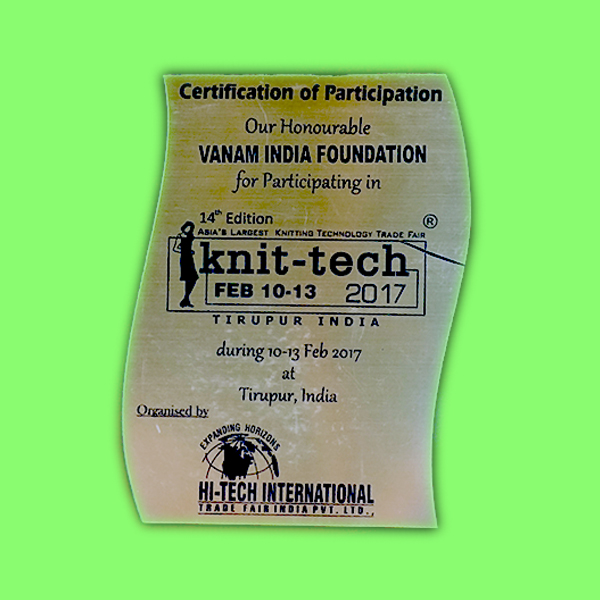 Certification of Participation
Our Honourable
VANAM INDIA FOUNDATION
for Participating in
14th Edition
®
ASIA'S LARGEST KNITTING TECHNOLOGY TRADE FAIR
knit-tech
FEB 10-13 2017
TIRUPUR INDIA
during 10-13 Feb 2017
at
Tirupur, India
Organised by
EXPANDING HORIZONS
HI-TECH INTERNATIONAL
TRADE FAIR INDIA PVT. LTD.,